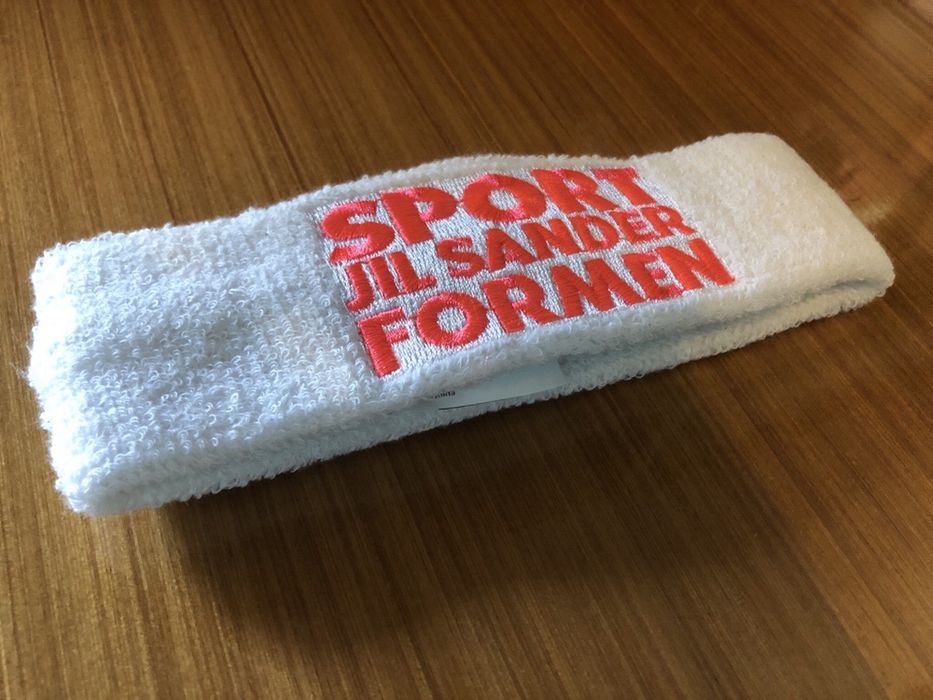 SPORT
JIL SANDER
FORMEN